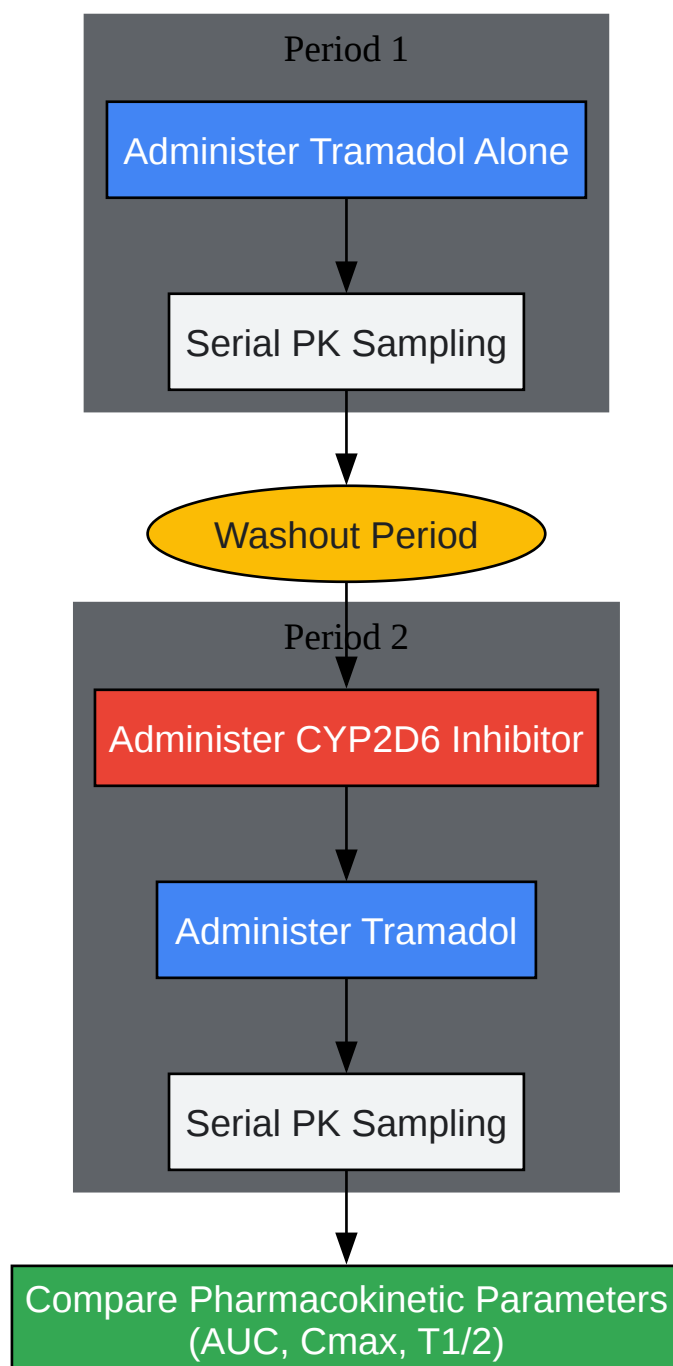 Period 1
Administer Tramadol Alone
Serial PK Sampling
Washout Period
Period 2
Administer CYP2D6 Inhibitor
Administer Tramadol
Serial PK Sampling
Compare Pharmacokinetic Parameters
(AUC, Cmax, T1/2)